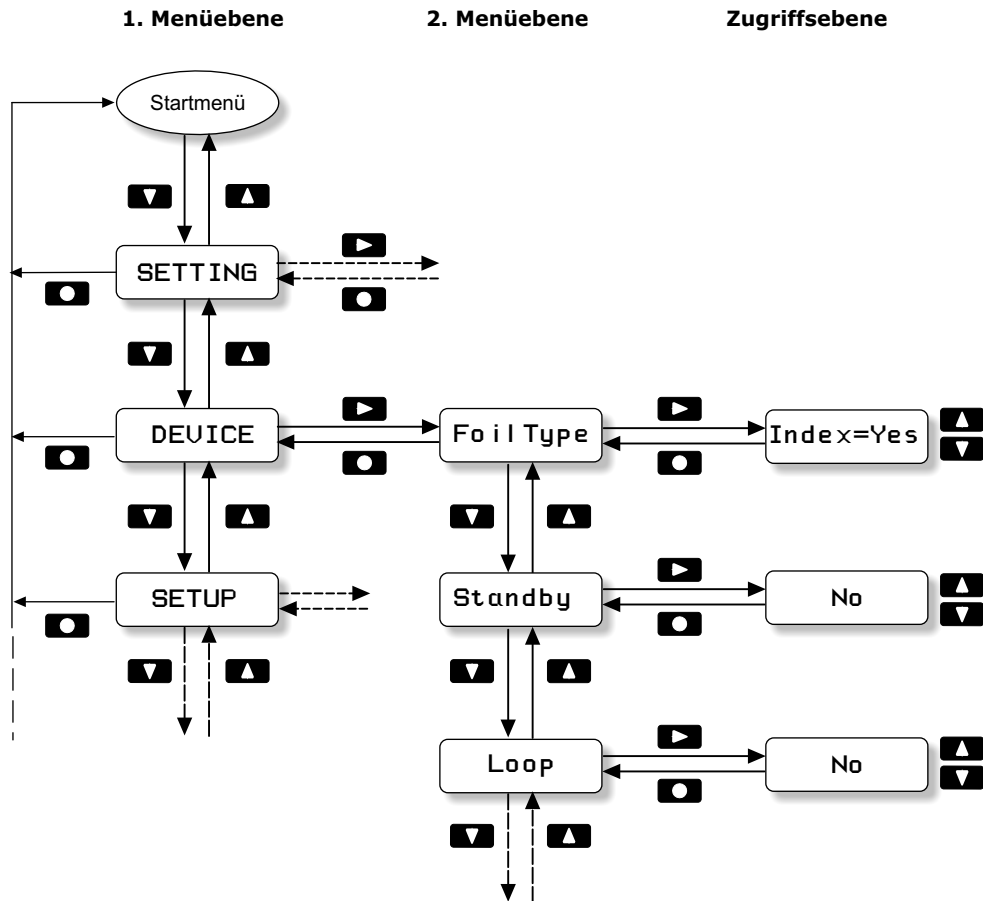 1. Menüebene 2. Menüebene Zugriffsebene
Startmenü
SETTING
DEVICE FoilType Index=Yes
SETUP Standby No
Loop No